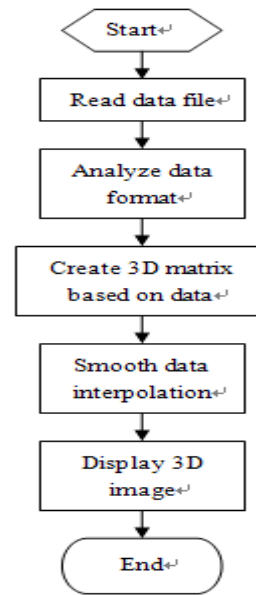 Start↵
Read data file↵
Analyze data
format↵
Create 3D matrix
based on data↵
Smooth data
interpolation↵
Display 3D
image↵
End↵